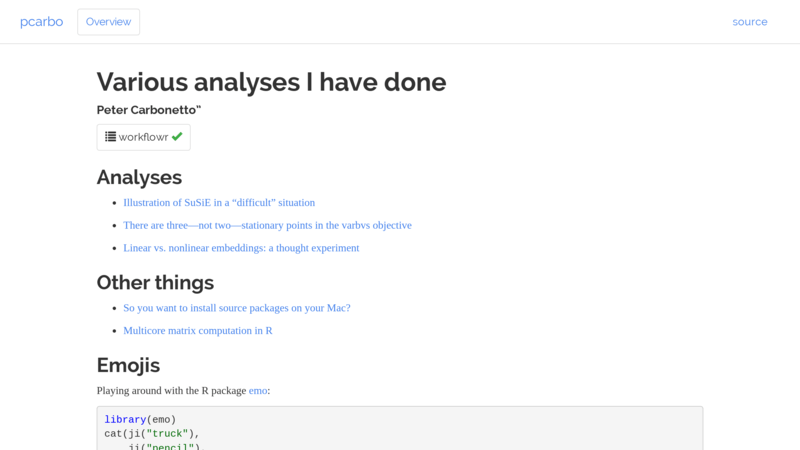 pcarbo Overview source
Various analyses I have done
Peter Carbonetto”
workflowr
Analyses
Illustration of SuSiE in a “difficult” situation
There are three—not two—stationary points in the varbvs objective
Linear vs. nonlinear embeddings: a thought experiment
Other things
So you want to install source packages on your Mac?
Multicore matrix computation in R
Emojis
Playing around with the R package emo:
library(emo)
cat(ji("truck"),
ji("pencil"),